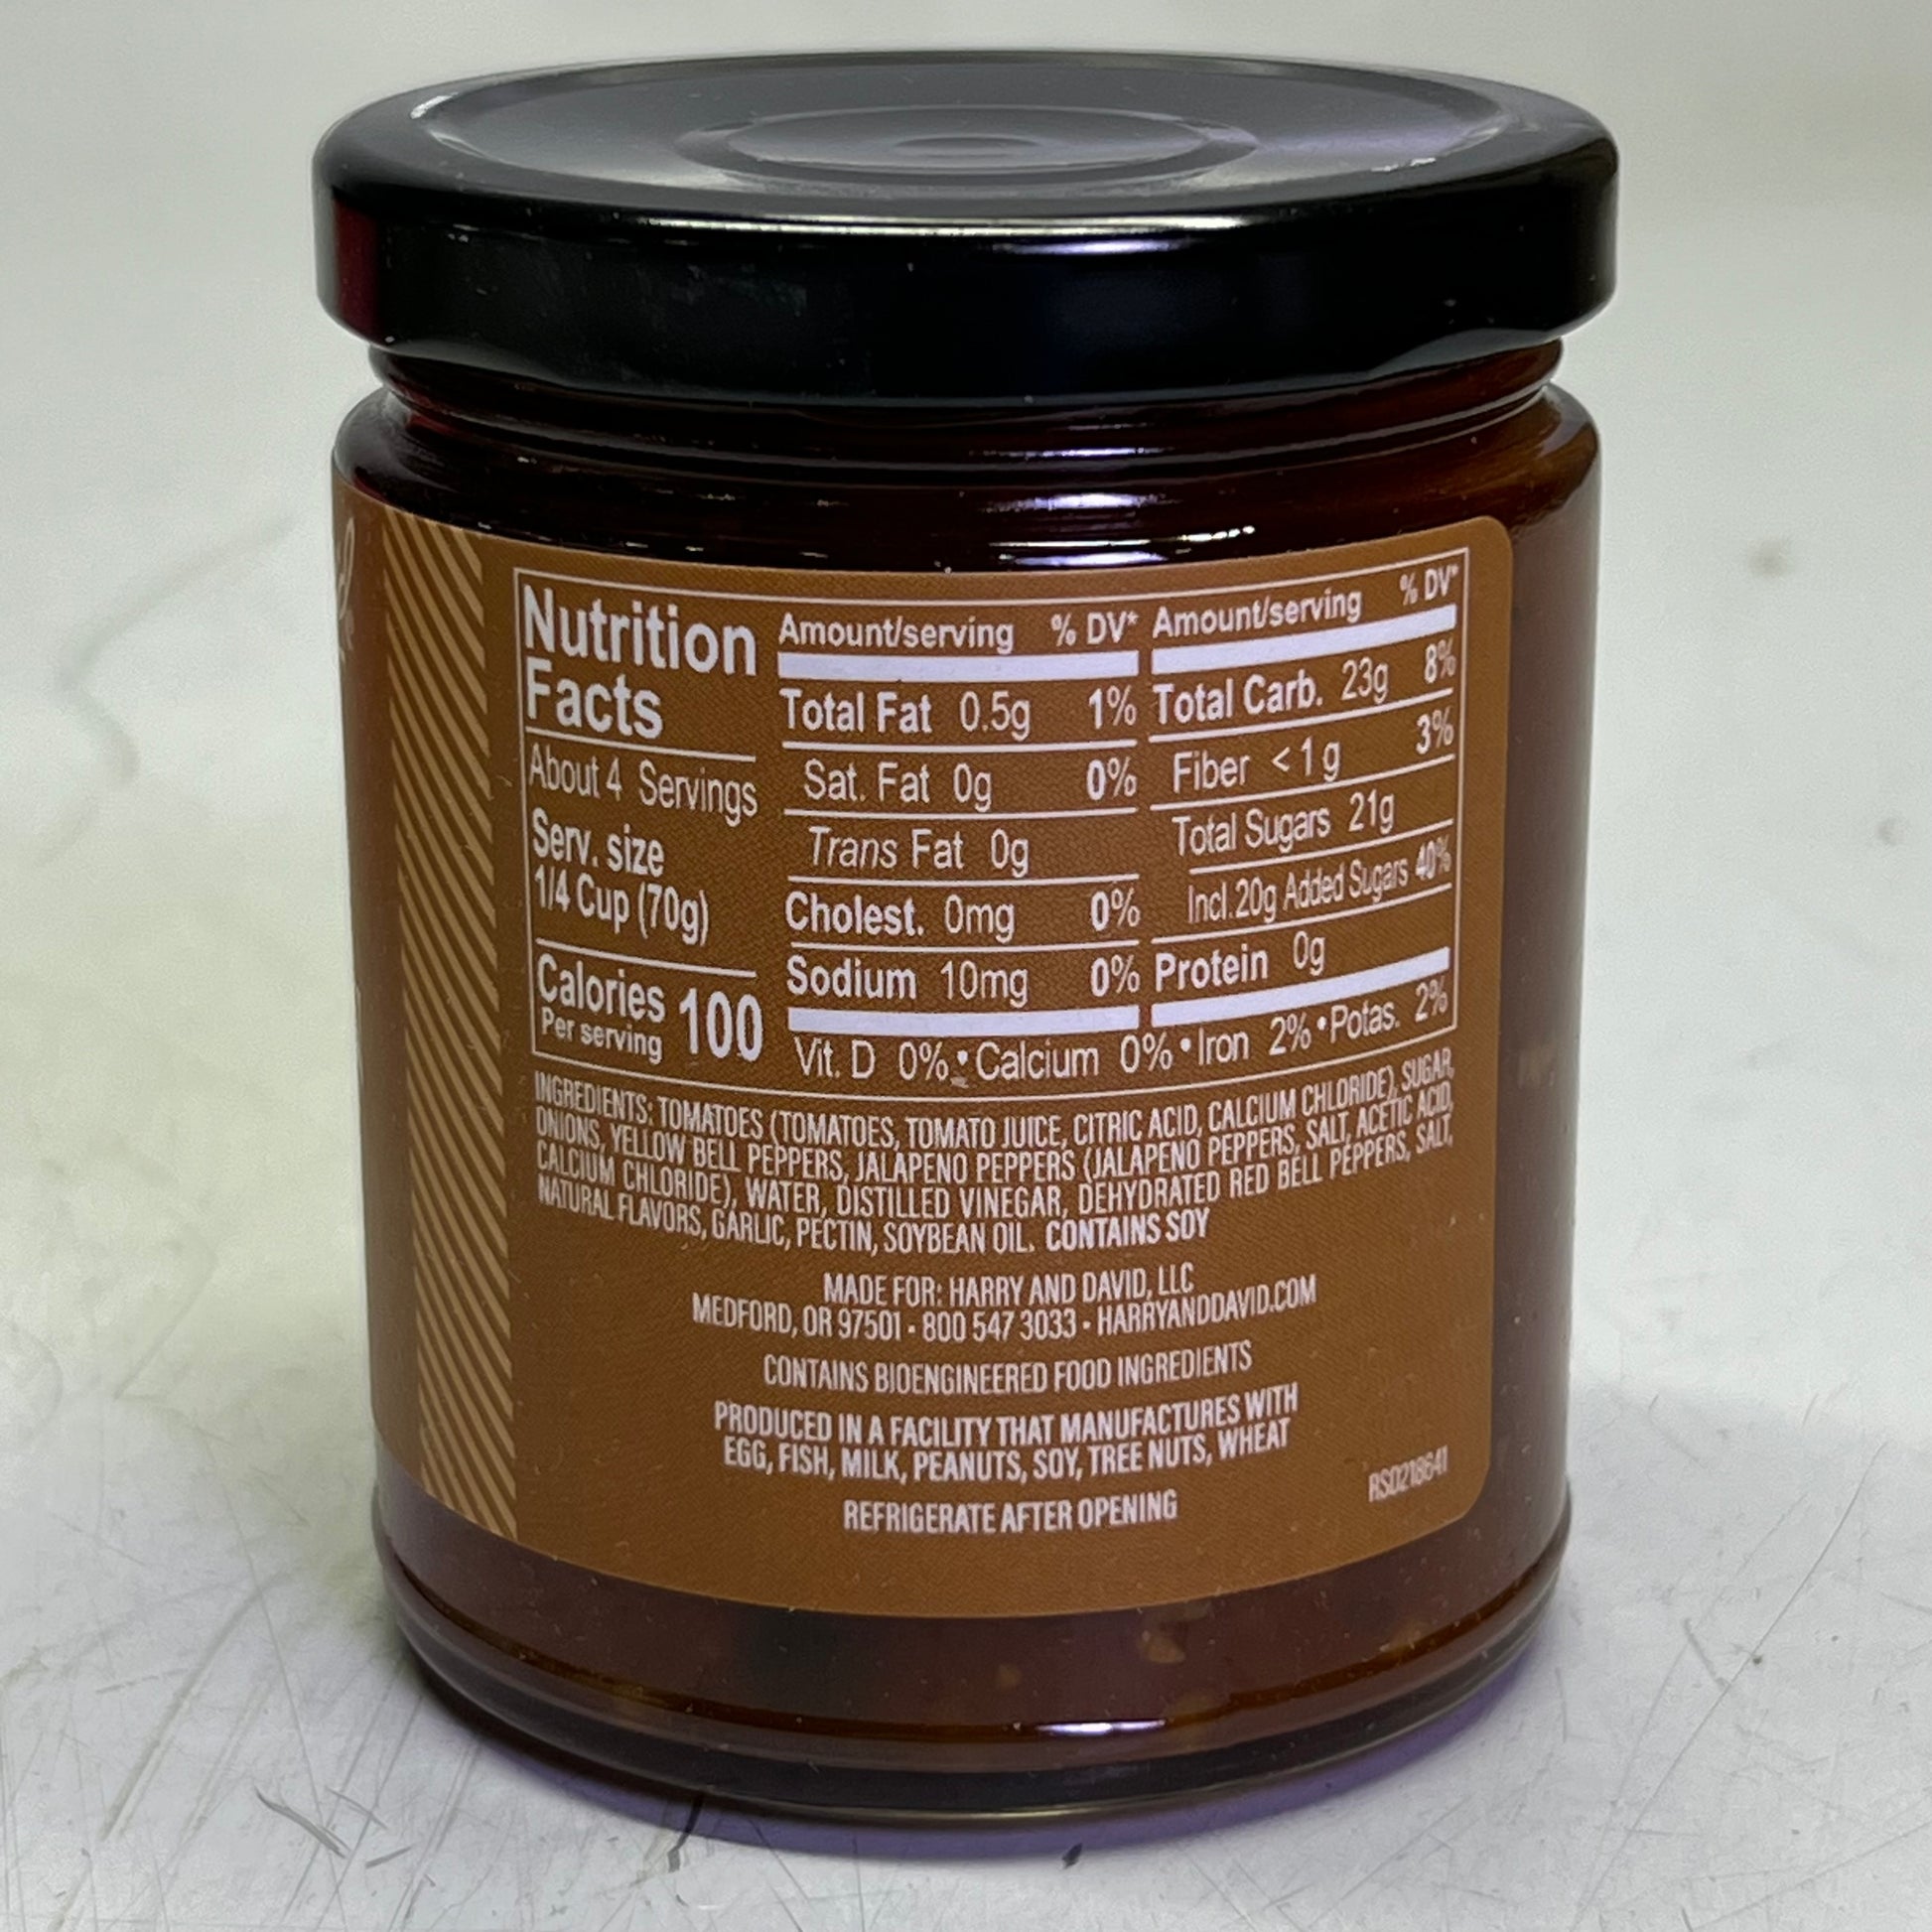 Nutrition
Facts
About 4 Servings
Serv. size
1/4 Cup (70g)
Calories 100
Per serving
Amount/serving % DV*
Total Fat 0.5g 1%
Sat. Fat 0g 0%
Trans Fat 0g
Cholest. 0mg 0%
Sodium 10mg 0%
Amount/serving % DV*
Total Carb. 23g 8%
Fiber <1g 3%
Total Sugars 21g
Incl. 20g Added Sugars 40%
Protein 0g
Vit. D 0% • Calcium 0% • Iron 2% • Potas. 2%
INGREDIENTS: TOMATOES (TOMATOES, TOMATO JUICE, CITRIC ACID, CALCIUM CHLORIDE), SUGAR,
ONIONS, YELLOW BELL PEPPERS, JALAPENO PEPPERS (JALAPENO PEPPERS, SALT, ACETIC ACID,
CALCIUM CHLORIDE), WATER, DISTILLED VINEGAR, DEHYDRATED RED BELL PEPPERS, SALT,
NATURAL FLAVORS, GARLIC, PECTIN, SOYBEAN OIL. CONTAINS SOY
MADE FOR: HARRY AND DAVID, LLC
MEDFORD, OR 97501 • 800 547 3033 • HARRYANDDAVID.COM
CONTAINS BIOENGINEERED FOOD INGREDIENTS
PRODUCED IN A FACILITY THAT MANUFACTURES WITH
EGG, FISH, MILK, PEANUTS, SOY, TREE NUTS, WHEAT
REFRIGERATE AFTER OPENING
RS0218641